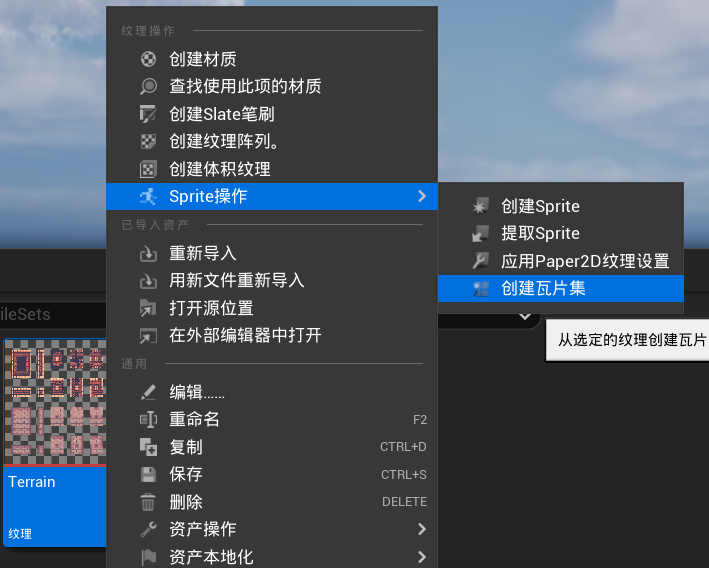 纹理操作
创建材质
查找使用此项的材质
创建Slate笔刷
创建纹理阵列。
创建体积纹理
Sprite操作
创建Sprite
提取Sprite
应用Paper2D纹理设置
创建瓦片集
从选定的纹理创建瓦片
已导入资产
重新导入
用新文件重新导入
打开源位置
在外部编辑器中打开
ileSets
通用
编辑......
重命名 F2
复制 CTRL+D
保存 CTRL+S
删除 DELETE
资产操作
资产本地化
Terrain
纹理